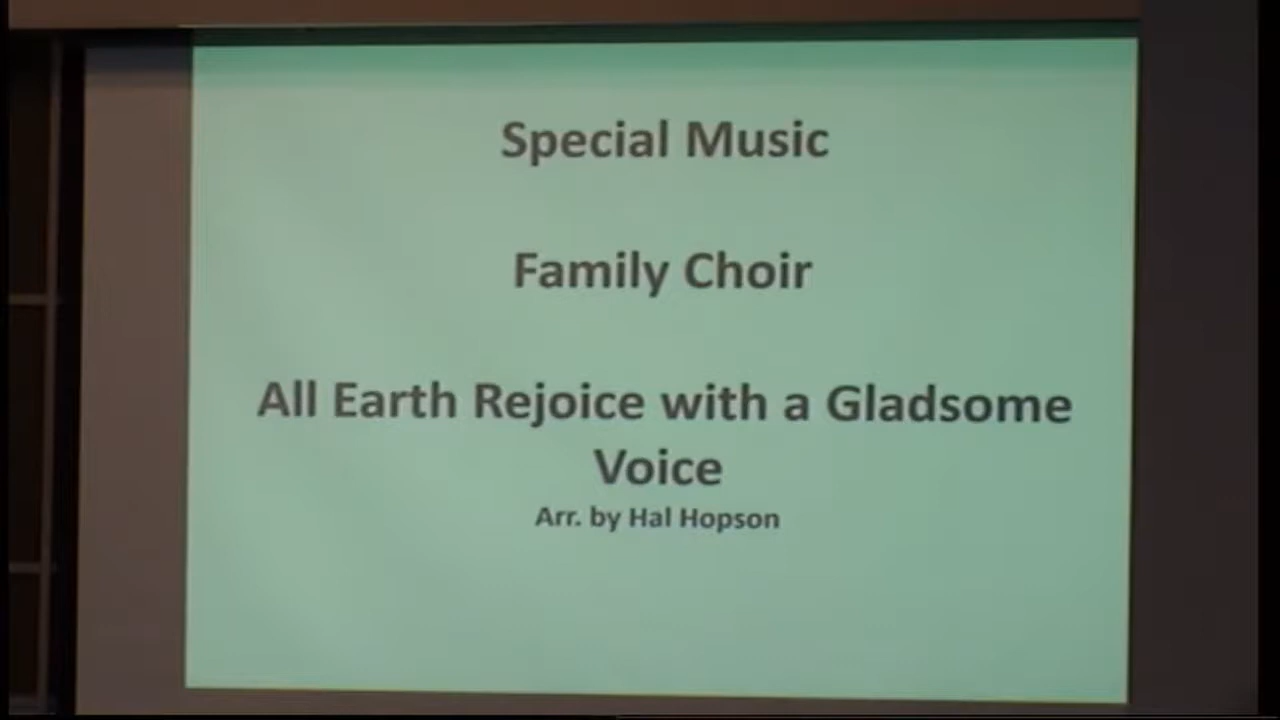 Special Music
Family Choir
All Earth Rejoice with a Gladsome
Voice
Arr. by Hal Hopson